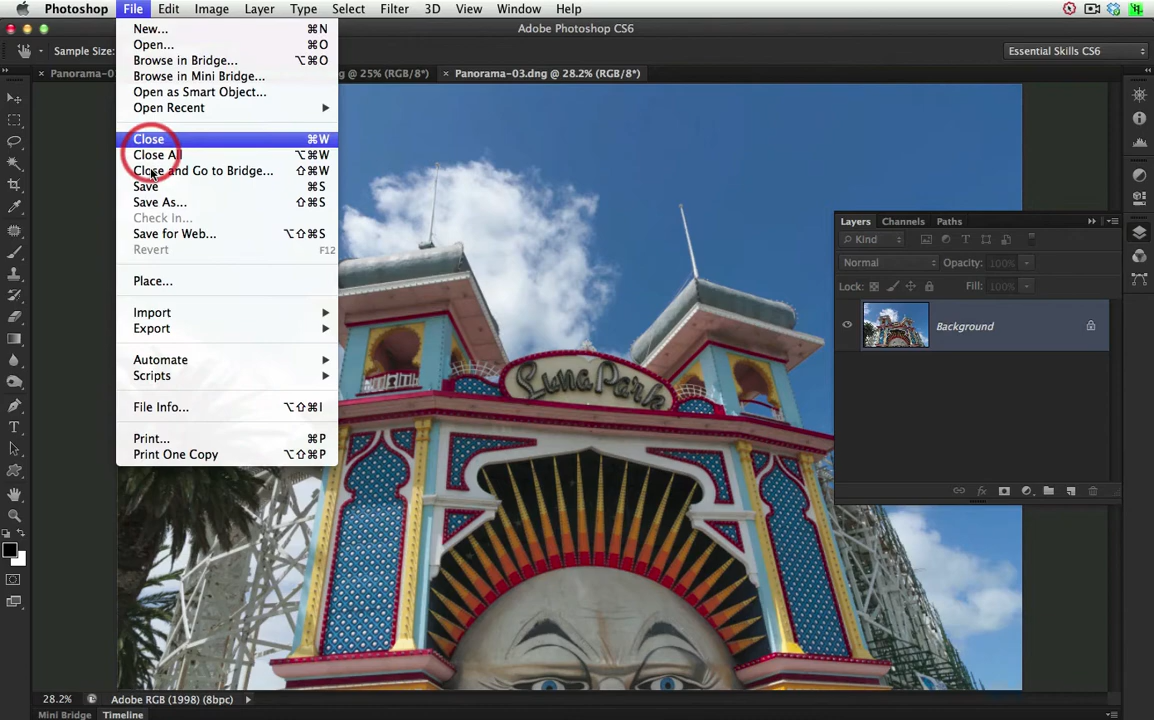 Photoshop File Edit Image Layer Type Select Filter 3D View Window Help
Adobe Photoshop CS6
Sample Size:
Essential Skills CS6
Panorama-0
g @ 25% (RGB/8*)
Panorama-03.dng @ 28.2% (RGB/8*)
New... ⌘N
Open... ⌘O
Browse in Bridge... ⌥⌘O
Browse in Mini Bridge...
Open as Smart Object...
Open Recent
Close ⌘W
Close All ⌥⌘W
Close and Go to Bridge... ⇧⌘W
Save ⌘S
Save As... ⇧⌘S
Check In...
Save for Web... ⌥⇧⌘S
Revert F12
Place...
Import
Export
Automate
Scripts
File Info... ⌥⇧⌘I
Print... ⌘P
Print One Copy ⌥⇧⌘P
Luna Park
Layers Channels Paths
Kind
Normal Opacity: 100%
Lock: Fill: 100%
Background
28.2% Adobe RGB (1998) (8bpc)
Mini Bridge Timeline